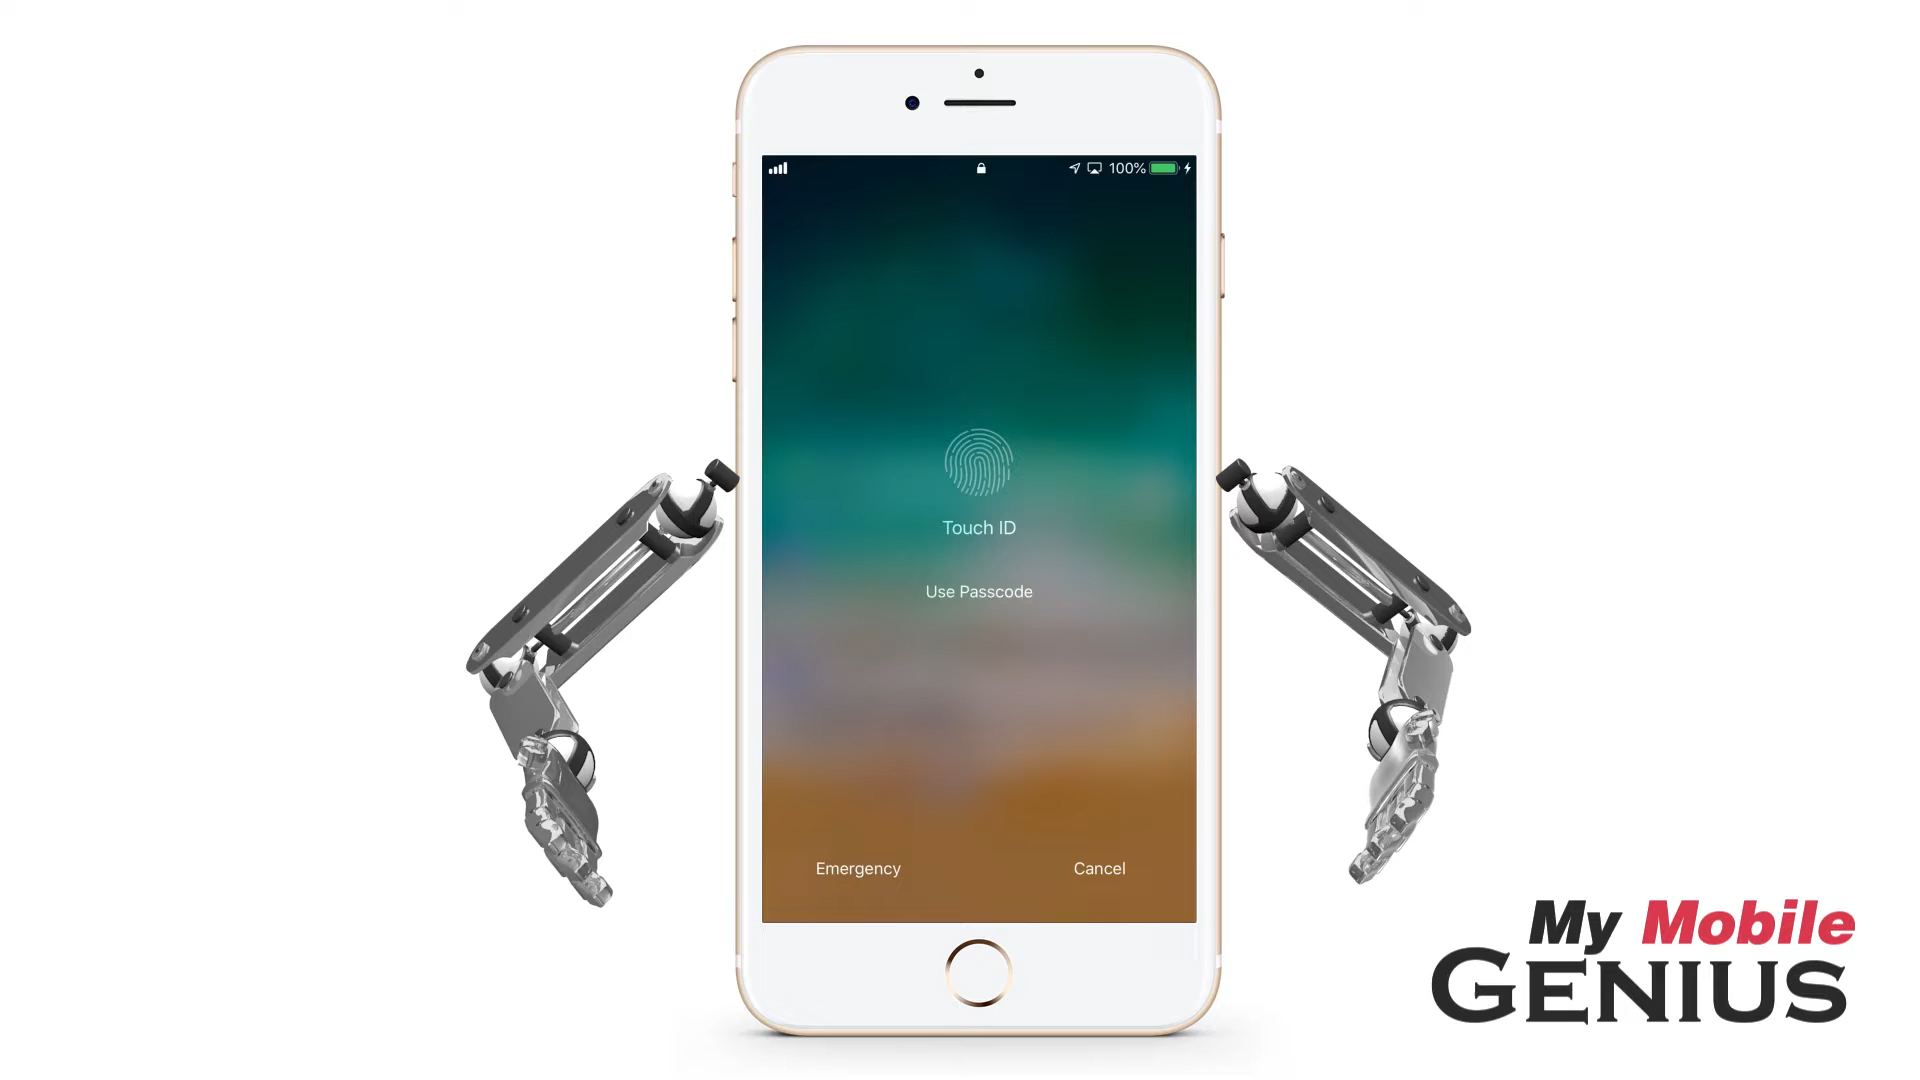 100%
Touch ID
Use Passcode
Emergency Cancel
My Mobile
GENIUS